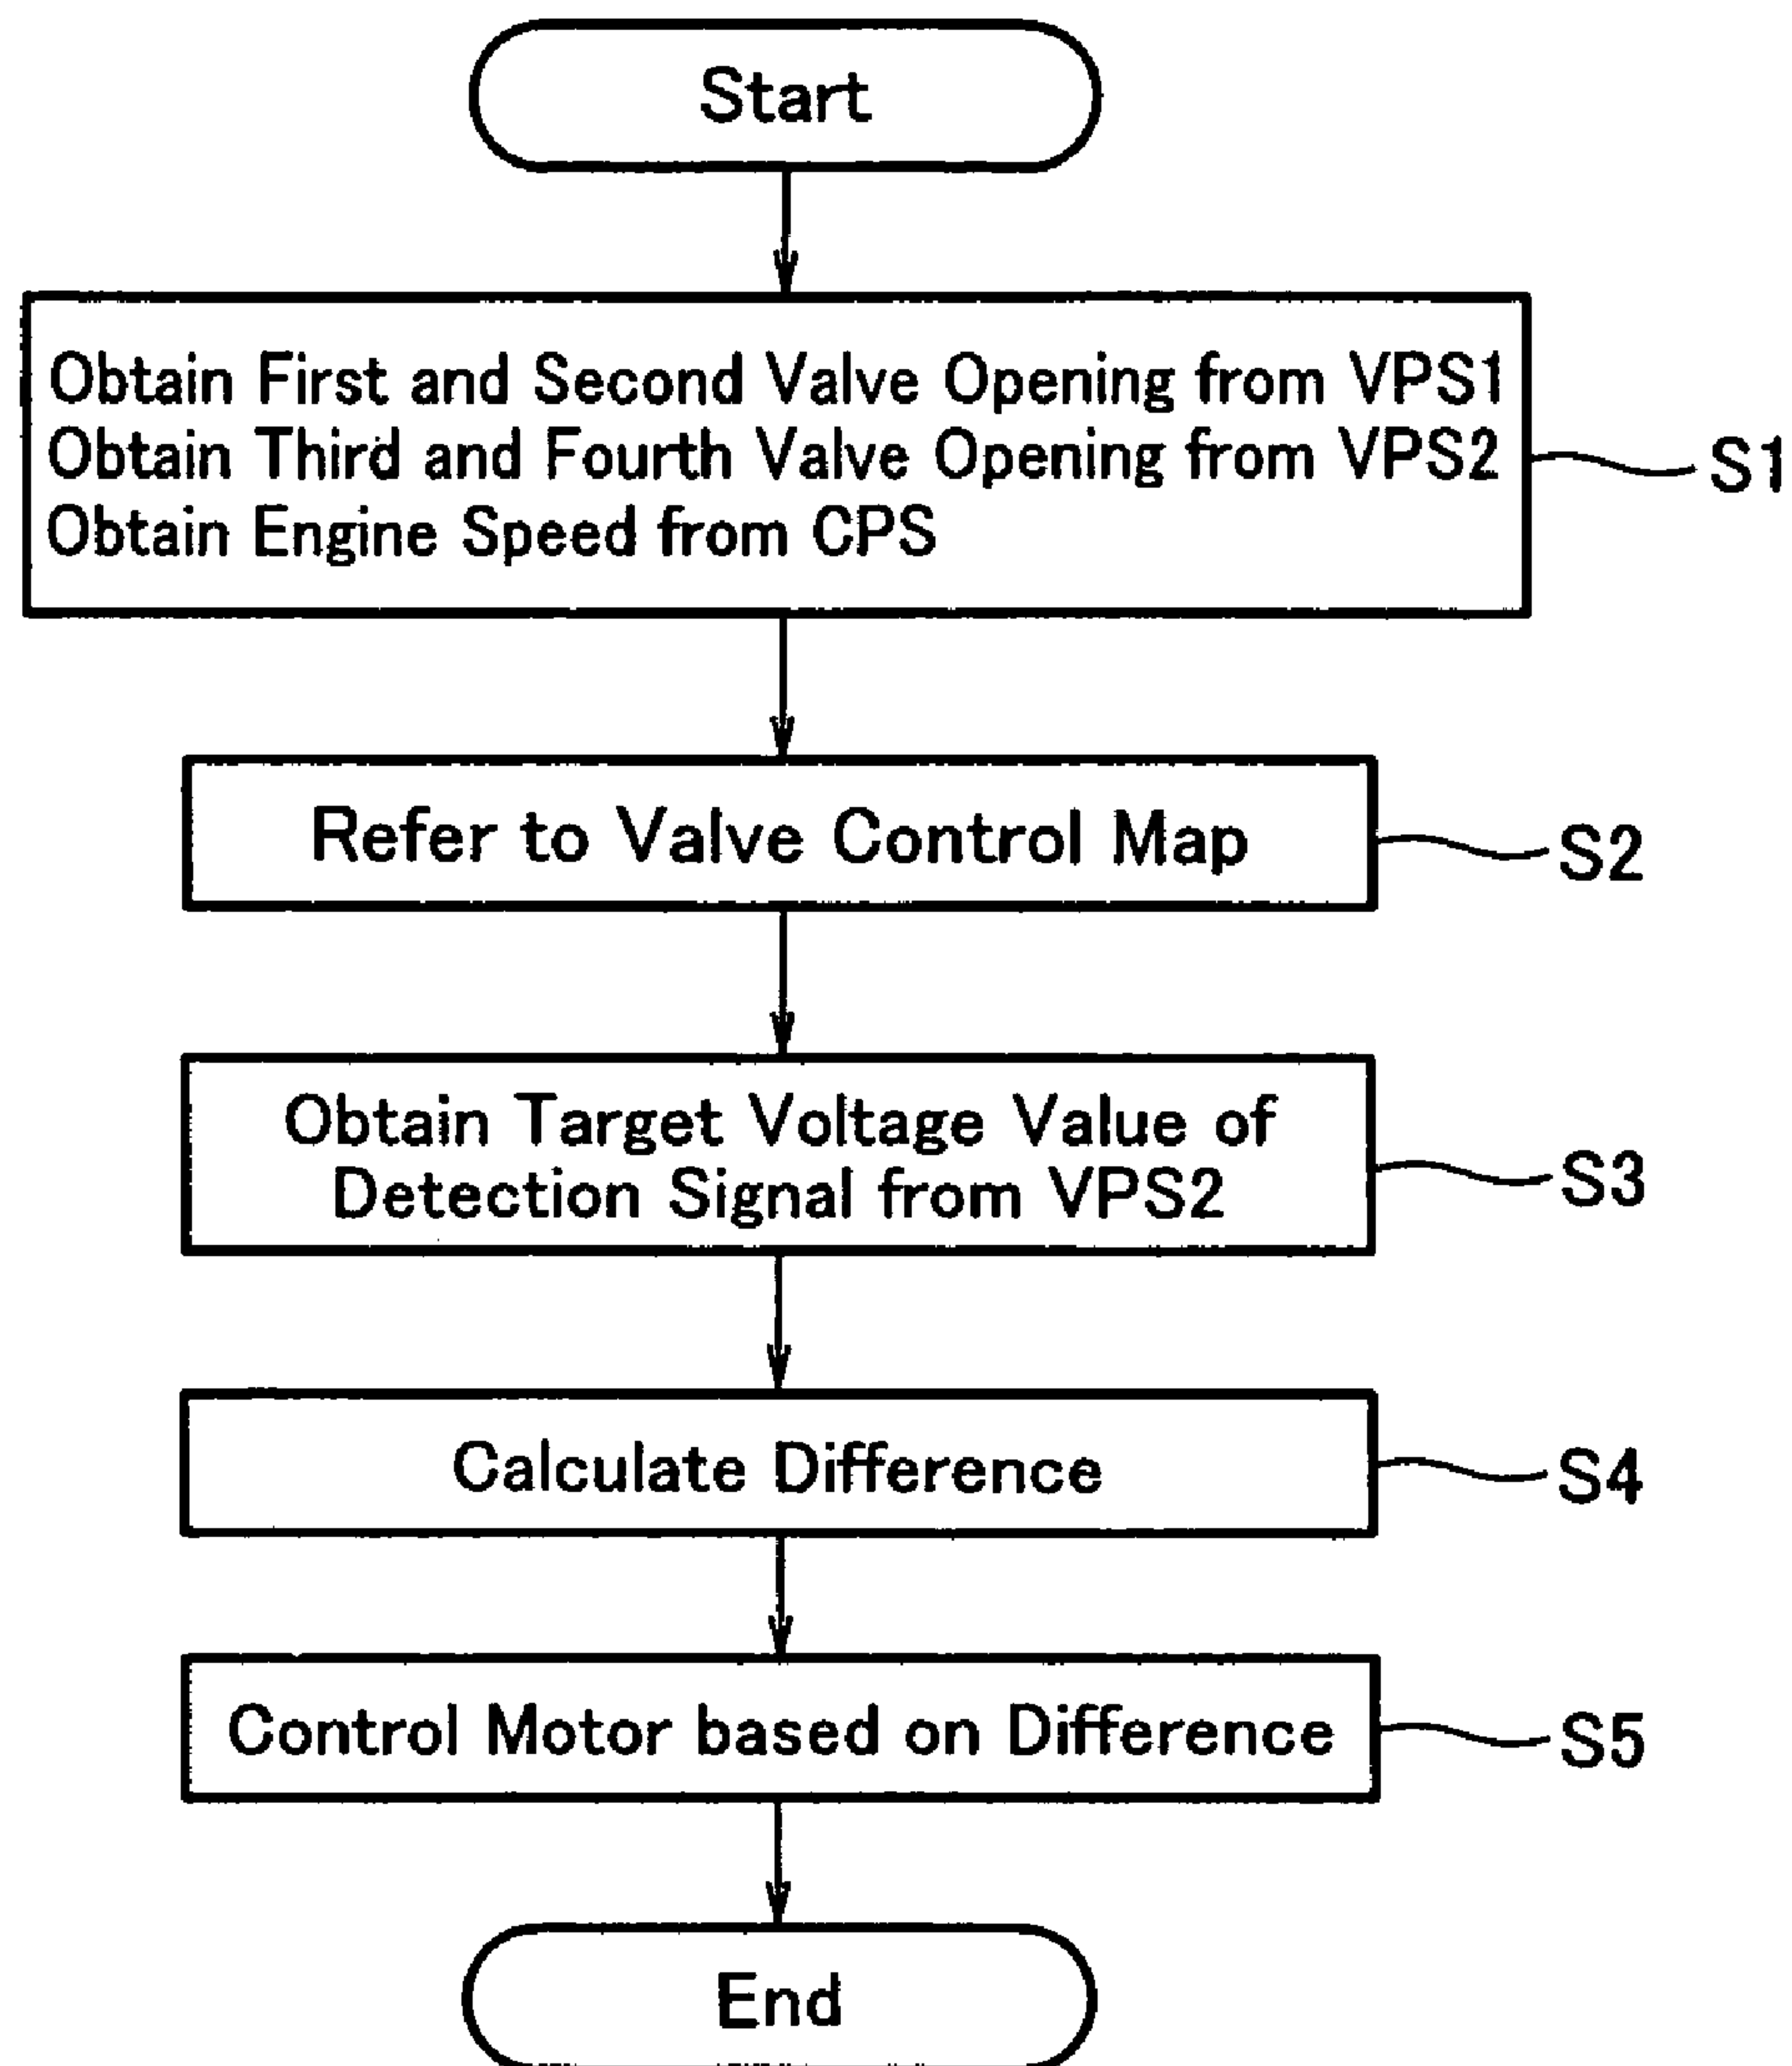 Start
Obtain First and Second Valve Opening from VPS1
Obtain Third and Fourth Valve Opening from VPS2
Obtain Engine Speed from CPS
S1
Refer to Valve Control Map
S2
Obtain Target Voltage Value of
Detection Signal from VPS2
S3
Calculate Difference
S4
Control Motor based on Difference
S5
End